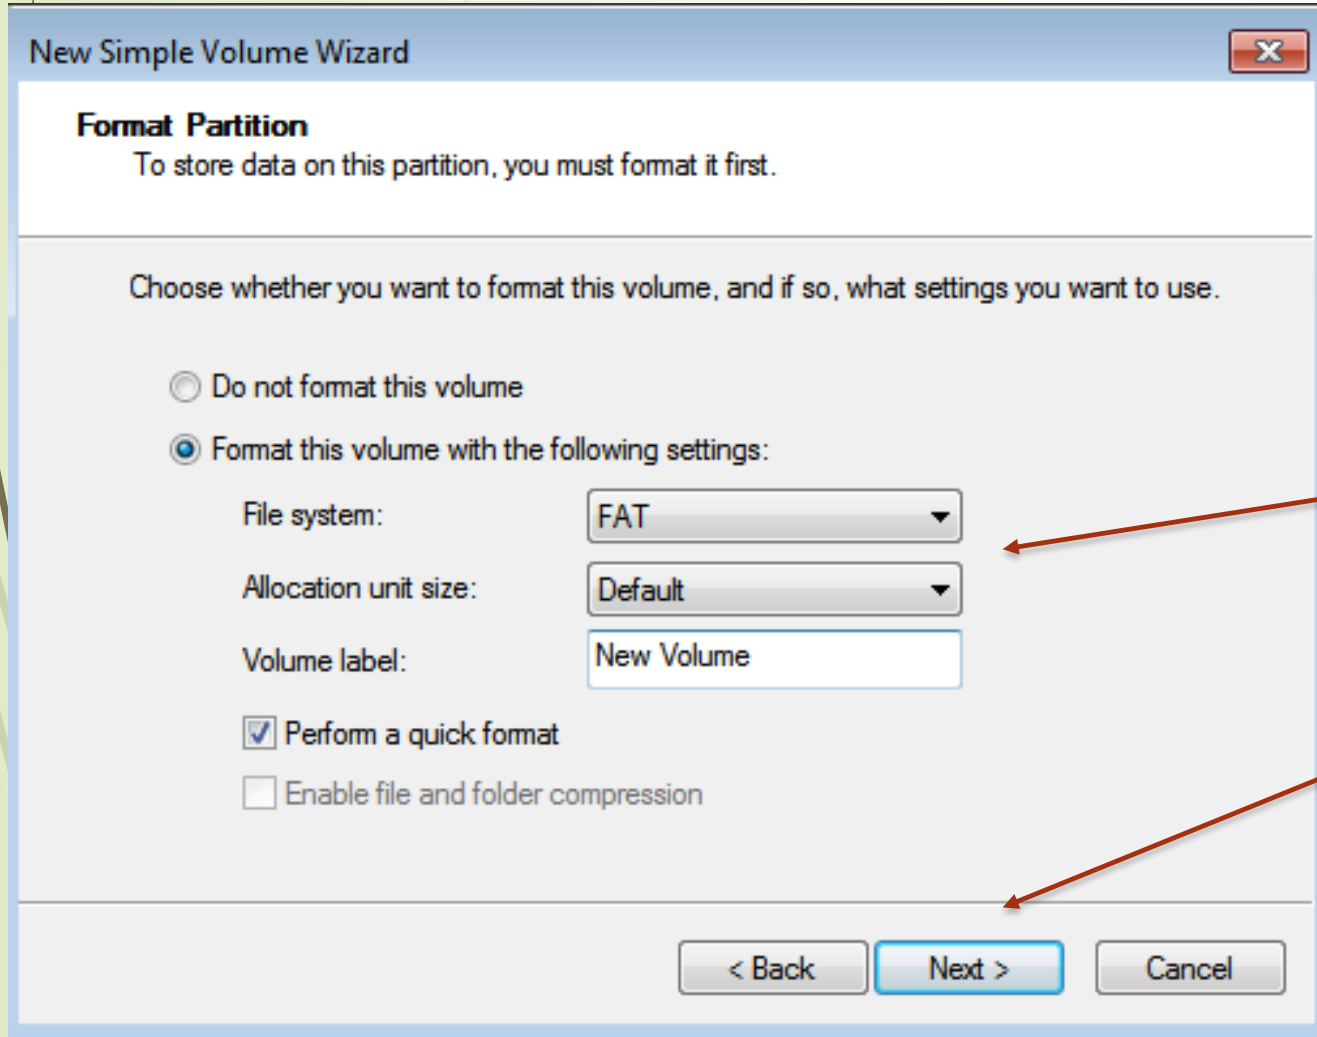 New Simple Volume Wizard
Format Partition
To store data on this partition, you must format it first.
Choose whether you want to format this volume, and if so, what settings you want to use.
Do not format this volume
Format this volume with the following settings:
File system: FAT
Allocation unit size: Default
Volume label: New Volume
Perform a quick format
Enable file and folder compression
< Back Next > Cancel